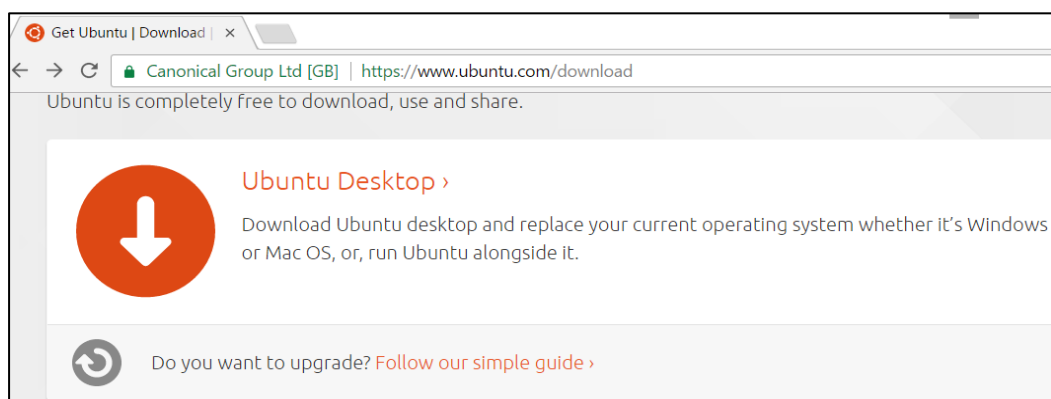 Get Ubuntu | Download |
Canonical Group Ltd [GB] | https://www.ubuntu.com/download
Ubuntu is completely free to download, use and share.
Ubuntu Desktop ›
Download Ubuntu desktop and replace your current operating system whether it's Windows
or Mac OS, or, run Ubuntu alongside it.
Do you want to upgrade? Follow our simple guide ›